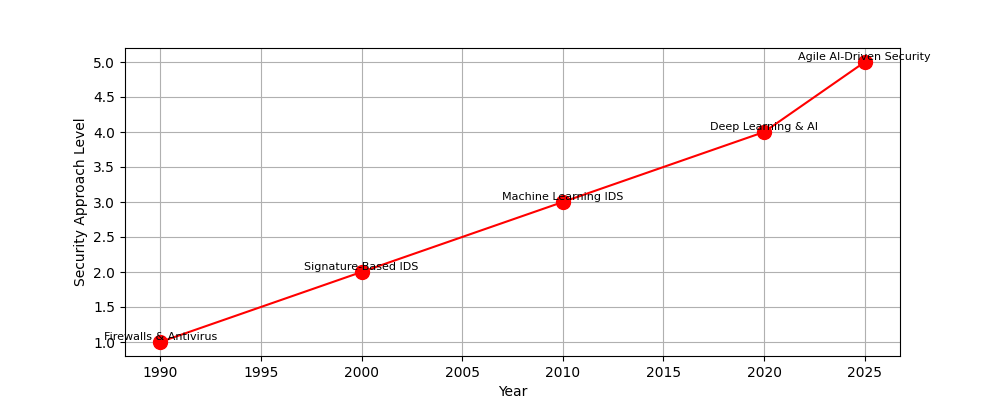 5.0
4.5
4.0
3.5
3.0
2.5
2.0
1.5
1.0
Security Approach Level
Agile AI-Driven Security
Deep Learning & AI
Machine Learning IDS
Signature-Based IDS
Firewalls & Antivirus
1990 1995 2000 2005 2010 2015 2020 2025
Year